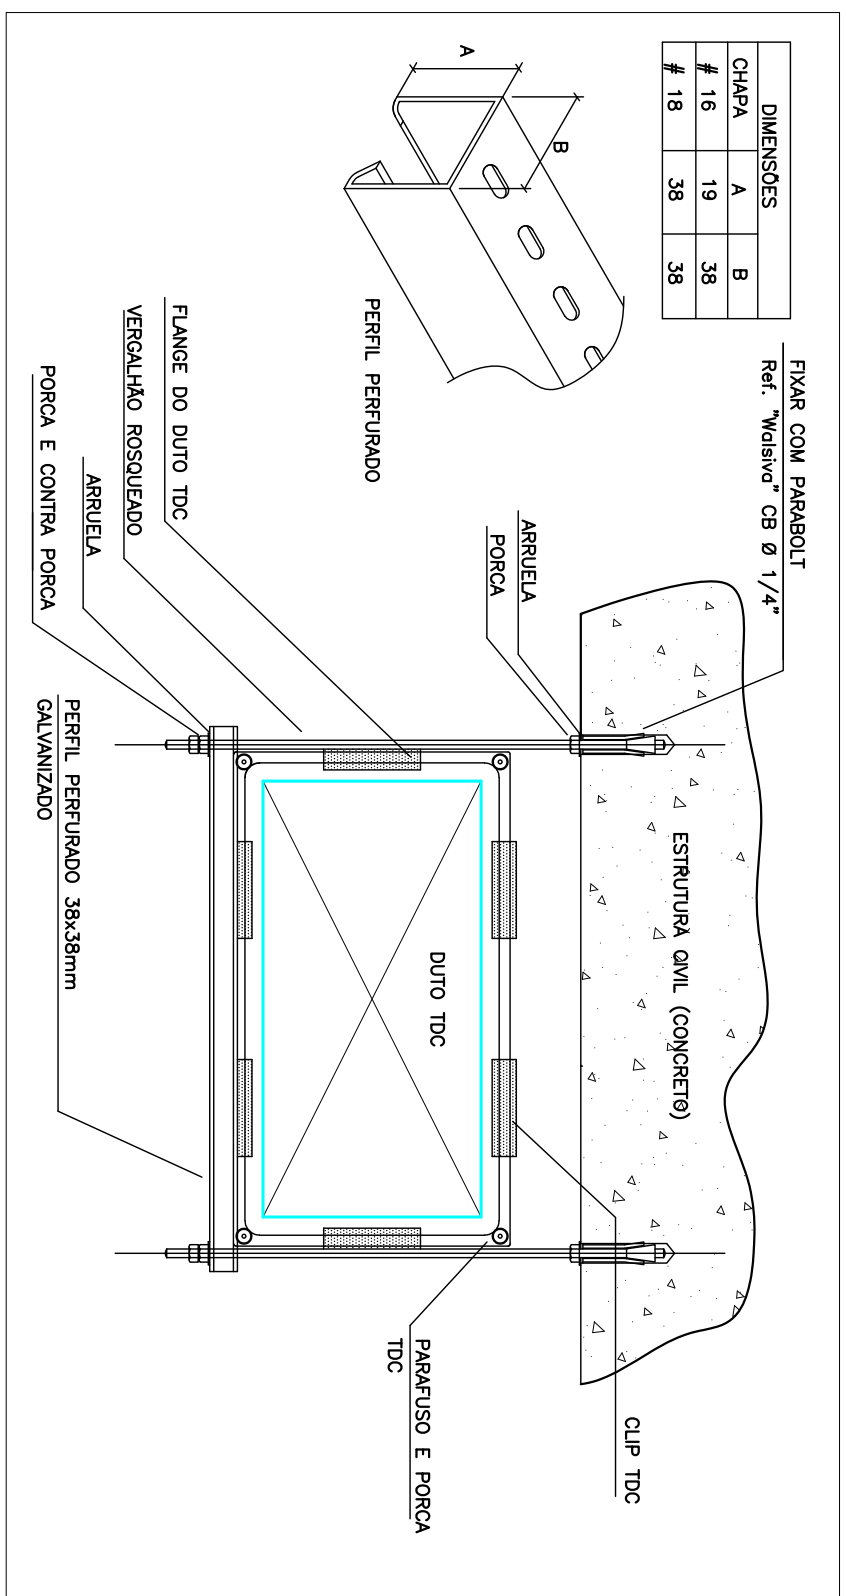 DIMENSÕES
CHAPA A B
# 16 19 38
# 18 38 38
A
B
PERFIL PERFURADO
FIXAR COM PARABOLT
Ref. "Walsiva" CB Ø 1/4"
ARRUELA
PORCA
ESTRUTURA CIVIL (CONCRETO)
DUTO TDC
CLIP TDC
PARAFUSO E PORCA
TDC
FLANGE DO DUTO TDC
VERGALHÃO ROSQUEADO
ARRUELA
PORCA E CONTRA PORCA
PERFIL PERFURADO 38x38mm
GALVANIZADO